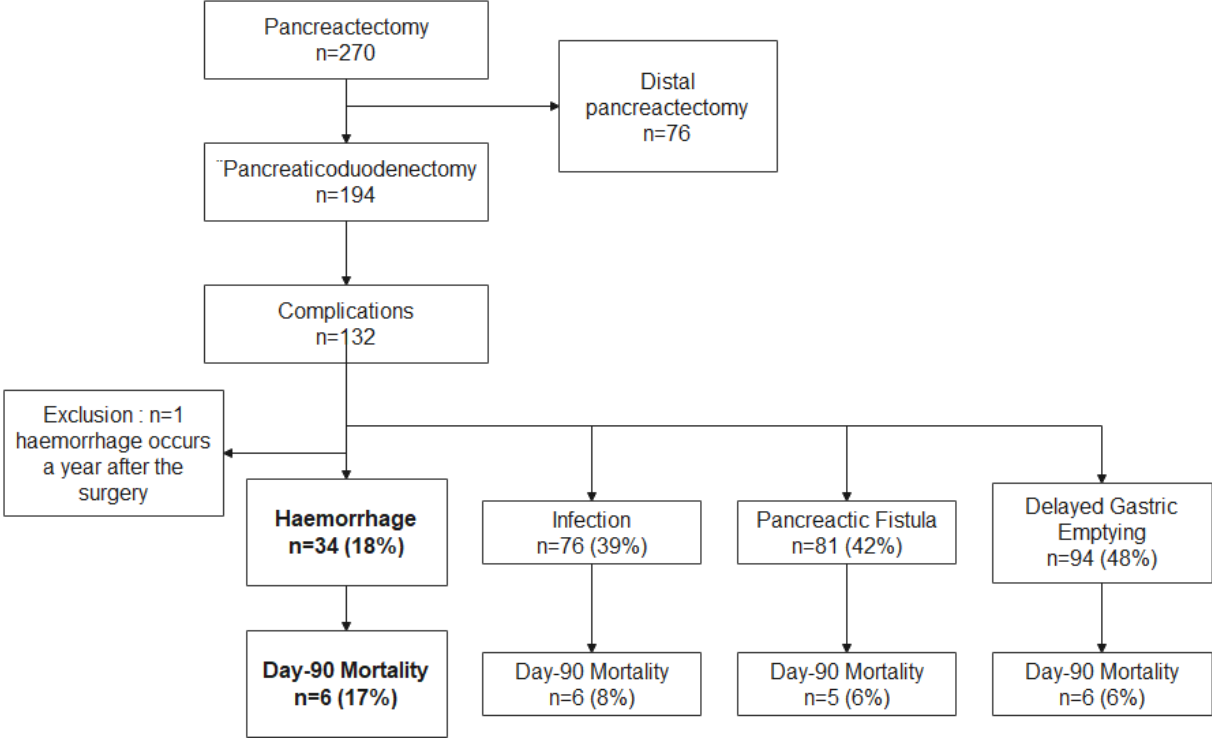 Pancreactectomy
n=270
Distal
pancreactectomy
n=76
¨Pancreaticoduodenectomy
n=194
Complications
n=132
Exclusion : n=1
haemorrhage occurs
a year after the
surgery
Haemorrhage
n=34 (18%)
Infection
n=76 (39%)
Pancreactic Fistula
n=81 (42%)
Delayed Gastric
Emptying
n=94 (48%)
Day-90 Mortality
n=6 (17%)
Day-90 Mortality
n=6 (8%)
Day-90 Mortality
n=5 (6%)
Day-90 Mortality
n=6 (6%)